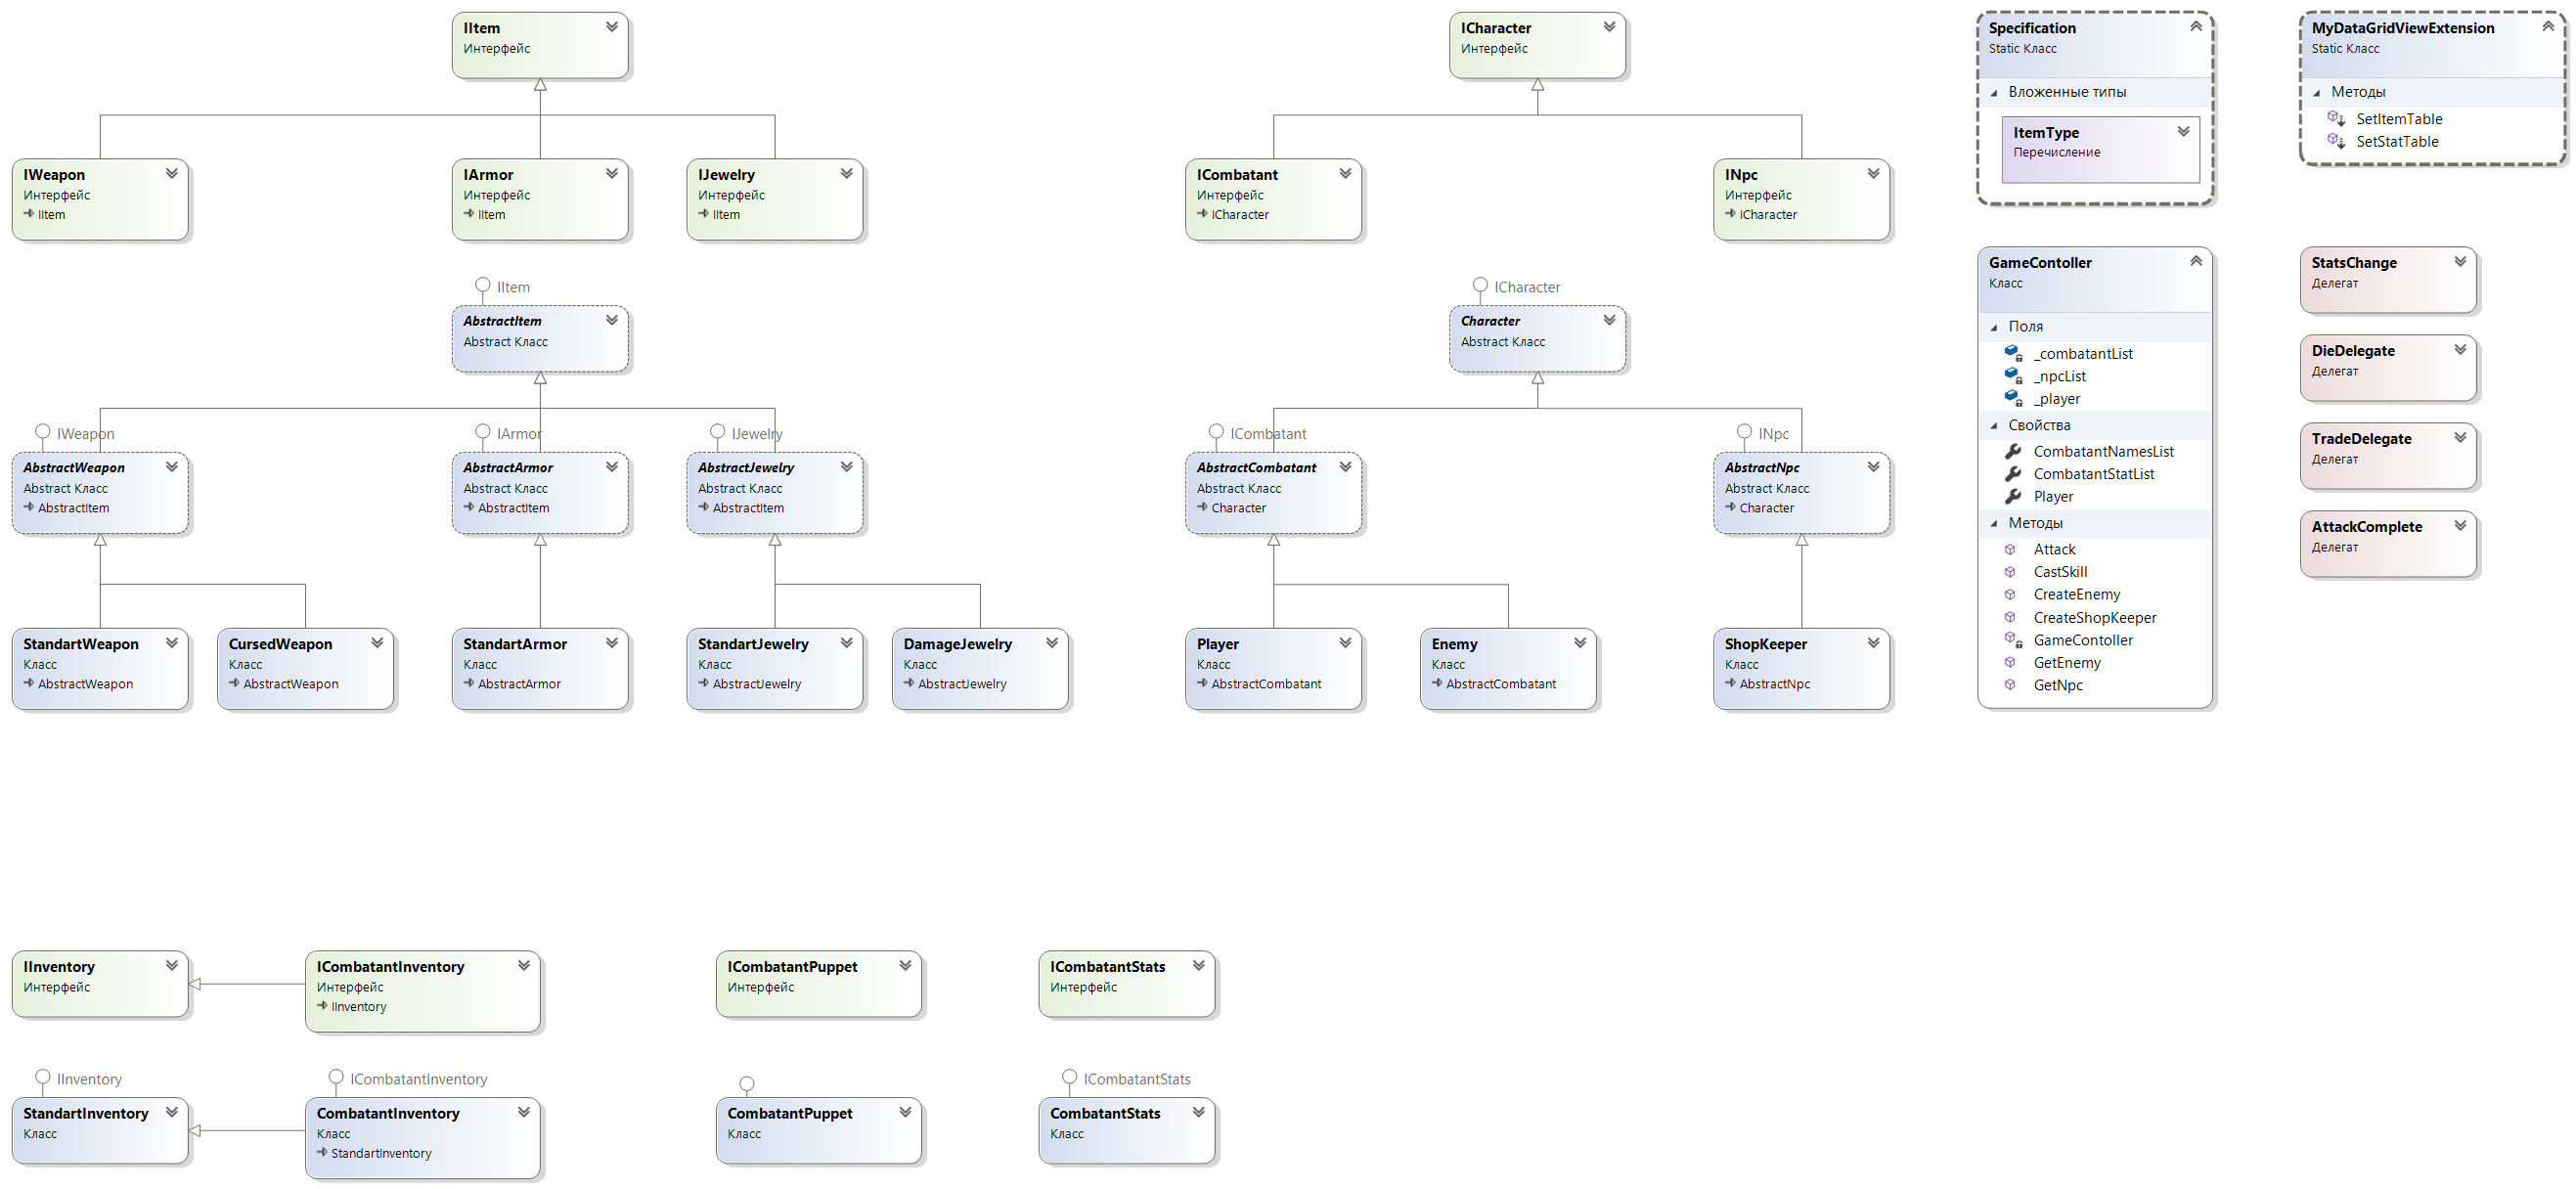 IItem
Интерфейс
ICharacter
Интерфейс
Specification
Static Класс
Вложенные типы
ItemType
Перечисление
MyDataGridViewExtension
Static Класс
Методы
SetItemTable
SetStatTable
IWeapon
Интерфейс
IItem
IArmor
Интерфейс
IItem
IJewelry
Интерфейс
IItem
ICombatant
Интерфейс
ICharacter
INpc
Интерфейс
ICharacter
IItem
AbstractItem
Abstract Класс
ICharacter
Character
Abstract Класс
GameContoller
Класс
Поля
_combatantList
_npcList
_player
Свойства
CombatantNamesList
CombatantStatList
Player
Методы
Attack
CastSkill
CreateEnemy
CreateShopKeeper
GameContoller
GetEnemy
GetNpc
StatsChange
Делегат
DieDelegate
Делегат
TradeDelegate
Делегат
AttackComplete
Делегат
IWeapon
AbstractWeapon
Abstract Класс
AbstractItem
IArmor
AbstractArmor
Abstract Класс
AbstractItem
IJewelry
AbstractJewelry
Abstract Класс
AbstractItem
ICombatant
AbstractCombatant
Abstract Класс
Character
INpc
AbstractNpc
Abstract Класс
Character
StandartWeapon
Класс
AbstractWeapon
CursedWeapon
Класс
AbstractWeapon
StandartArmor
Класс
AbstractArmor
StandartJewelry
Класс
AbstractJewelry
DamageJewelry
Класс
AbstractJewelry
Player
Класс
AbstractCombatant
Enemy
Класс
AbstractCombatant
ShopKeeper
Класс
AbstractNpc
IInventory
Интерфейс
ICombatantInventory
Интерфейс
IInventory
ICombatantPuppet
Интерфейс
ICombatantStats
Интерфейс
IInventory
StandartInventory
Класс
ICombatantInventory
CombatantInventory
Класс
StandartInventory
CombatantPuppet
Класс
ICombatantStats
CombatantStats
Класс